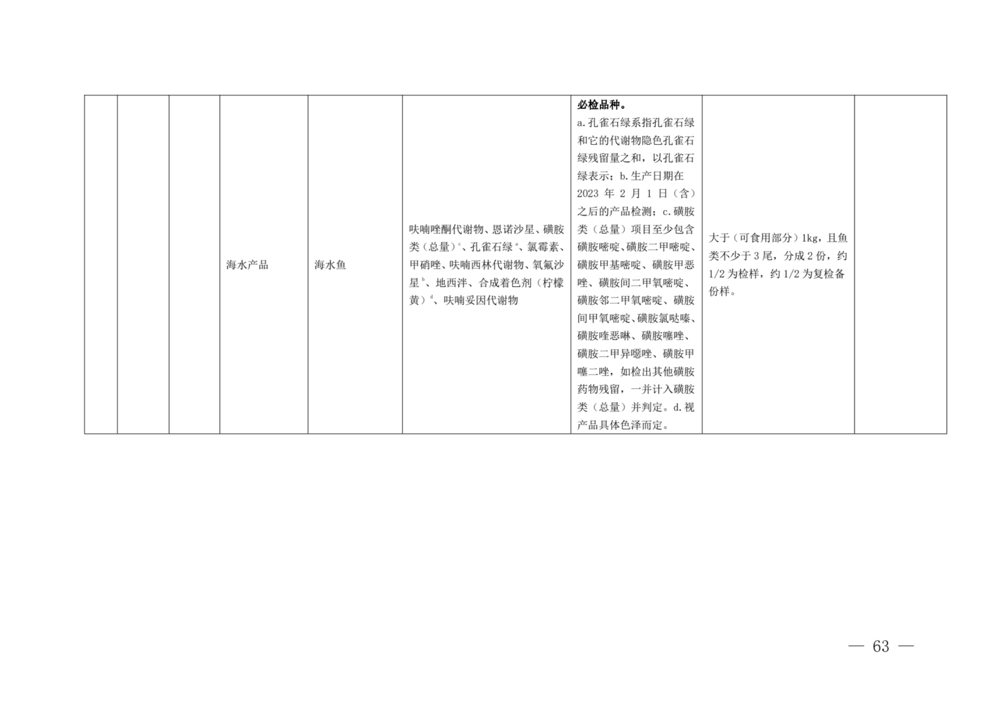 海水产品
海水鱼
呋喃唑酮代谢物、恩诺沙星、磺胺
类（总量）ᶜ、孔雀石绿ᵃ、氯霉素、
甲硝唑、呋喃西林代谢物、氧氟沙
星ᵇ、地西泮、合成着色剂（柠檬
黄）ᵈ、呋喃妥因代谢物
必检品种。
a.孔雀石绿系指孔雀石绿
和它的代谢物隐色孔雀石
绿残留量之和，以孔雀石
绿表示；b.生产日期在
2023 年 2 月 1 日（含）
之后的产品检测；c.磺胺
类（总量）项目至少包含
磺胺嘧啶、磺胺二甲嘧啶、
磺胺甲基嘧啶、磺胺甲恶
唑、磺胺间二甲氧嘧啶、
磺胺邻二甲氧嘧啶、磺胺
间甲氧嘧啶、磺胺氯哒嗪、
磺胺喹恶啉、磺胺噻唑、
磺胺二甲异噁唑、磺胺甲
噻二唑，如检出其他磺胺
药物残留，一并计入磺胺
类（总量）并判定。d.视
产品具体色泽而定。
大于（可食用部分）1kg，且鱼
类不少于 3 尾，分成 2 份，约
1/2 为检样，约 1/2 为复检备
份样。
— 63 —